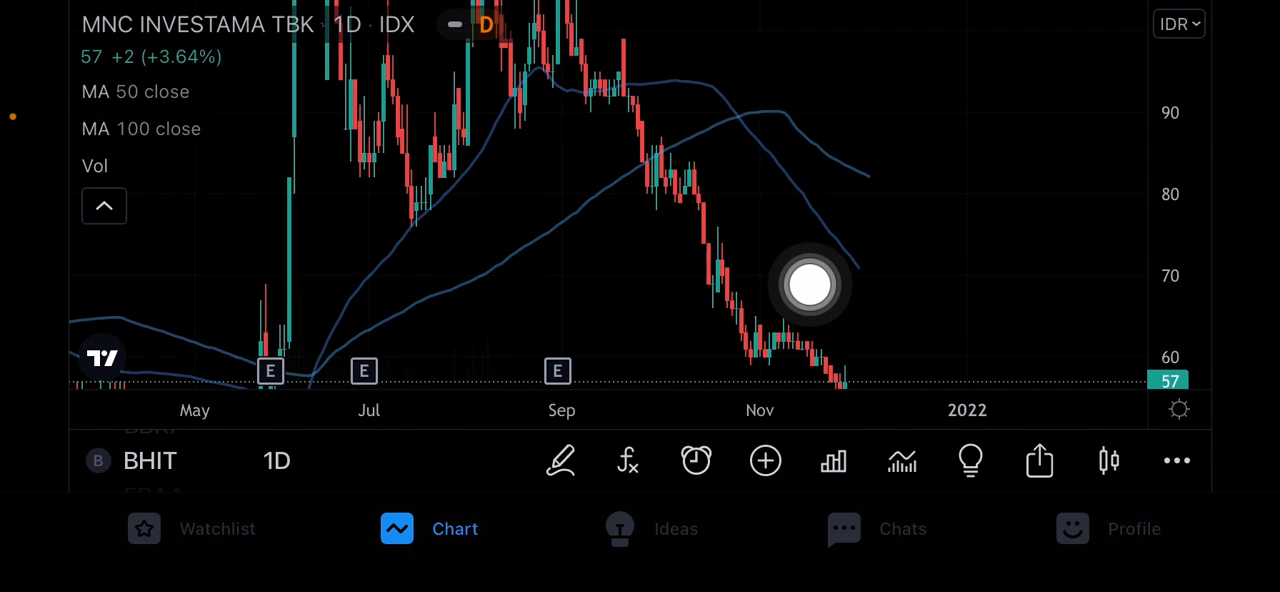 MNC INVESTAMA TBK · 1D · IDX
D
IDR
57 +2 (+3.64%)
MA 50 close
MA 100 close
Vol
90
80
70
60
57
E E E
May Jul Sep Nov 2022
B BHIT 1D
Watchlist Chart Ideas Chats Profile